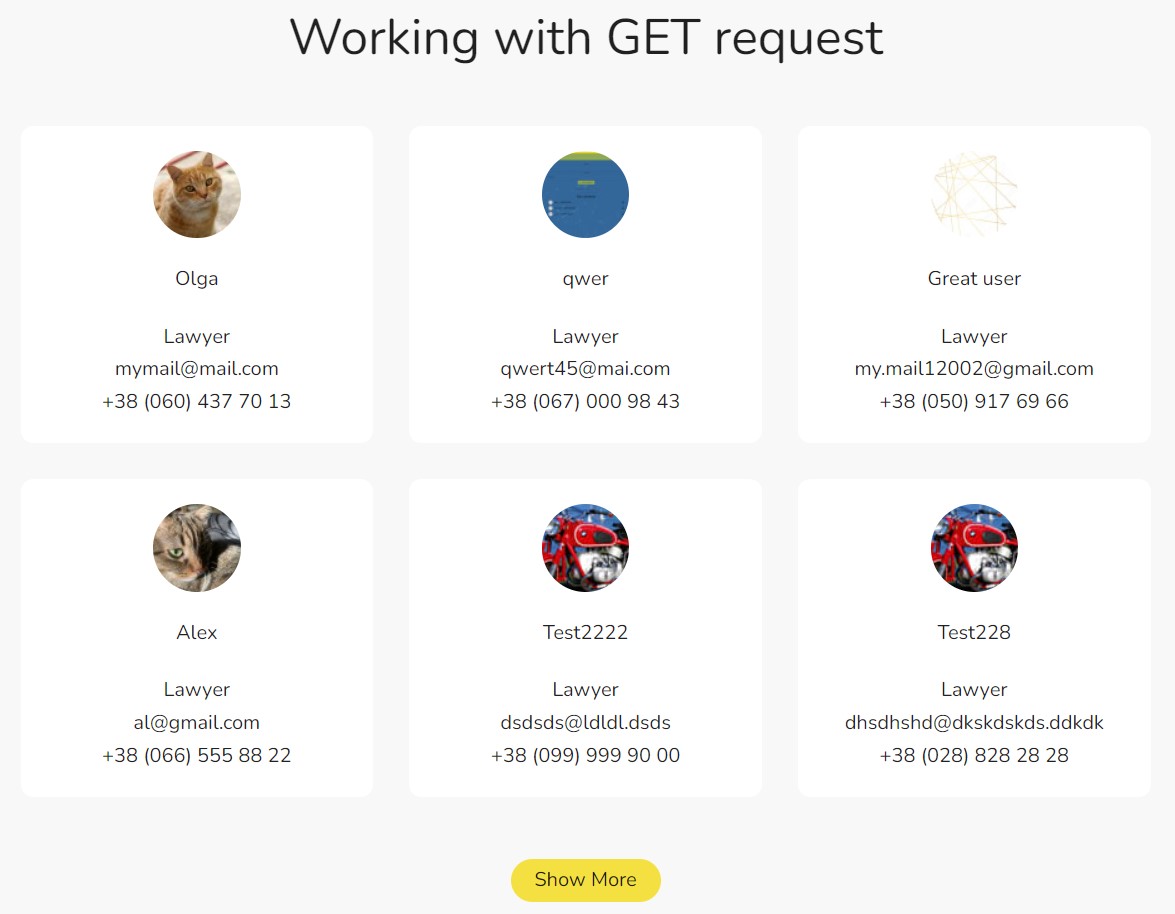 Working with GET request
Olga
Lawyer
mymail@mail.com
+38 (060) 437 70 13
qwer
Lawyer
qwert45@mai.com
+38 (067) 000 98 43
Great user
Lawyer
my.mail12002@gmail.com
+38 (050) 917 69 66
Alex
Lawyer
al@gmail.com
+38 (066) 555 88 22
Test2222
Lawyer
dsdsds@ldldl.dsds
+38 (099) 999 90 00
Test228
Lawyer
dhsdhshd@dkskdskds.ddkdk
+38 (028) 828 28 28
Show More